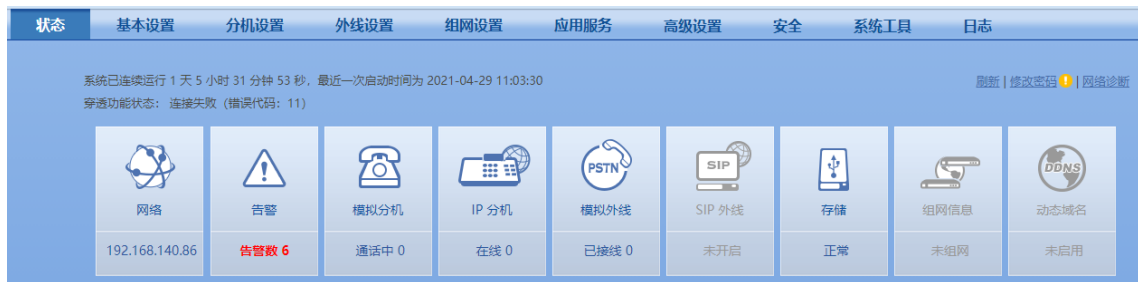 状态 基本设置 分机设置 外线设置 组网设置 应用服务 高级设置 安全 系统工具 日志
系统已连续运行 1 天 5 小时 31 分钟 53 秒，最近一次启动时间为 2021-04-29 11:03:30
刷新 | 修改密码 ! | 网络诊断
穿透功能状态： 连接失败（错误代码：11）
PSTN SIP DDNS
网络 告警 模拟分机 IP 分机 模拟外线 SIP 外线 存储 组网信息 动态域名
192.168.140.86 告警数 6 通话中 0 在线 0 已接线 0 未开启 正常 未组网 未启用